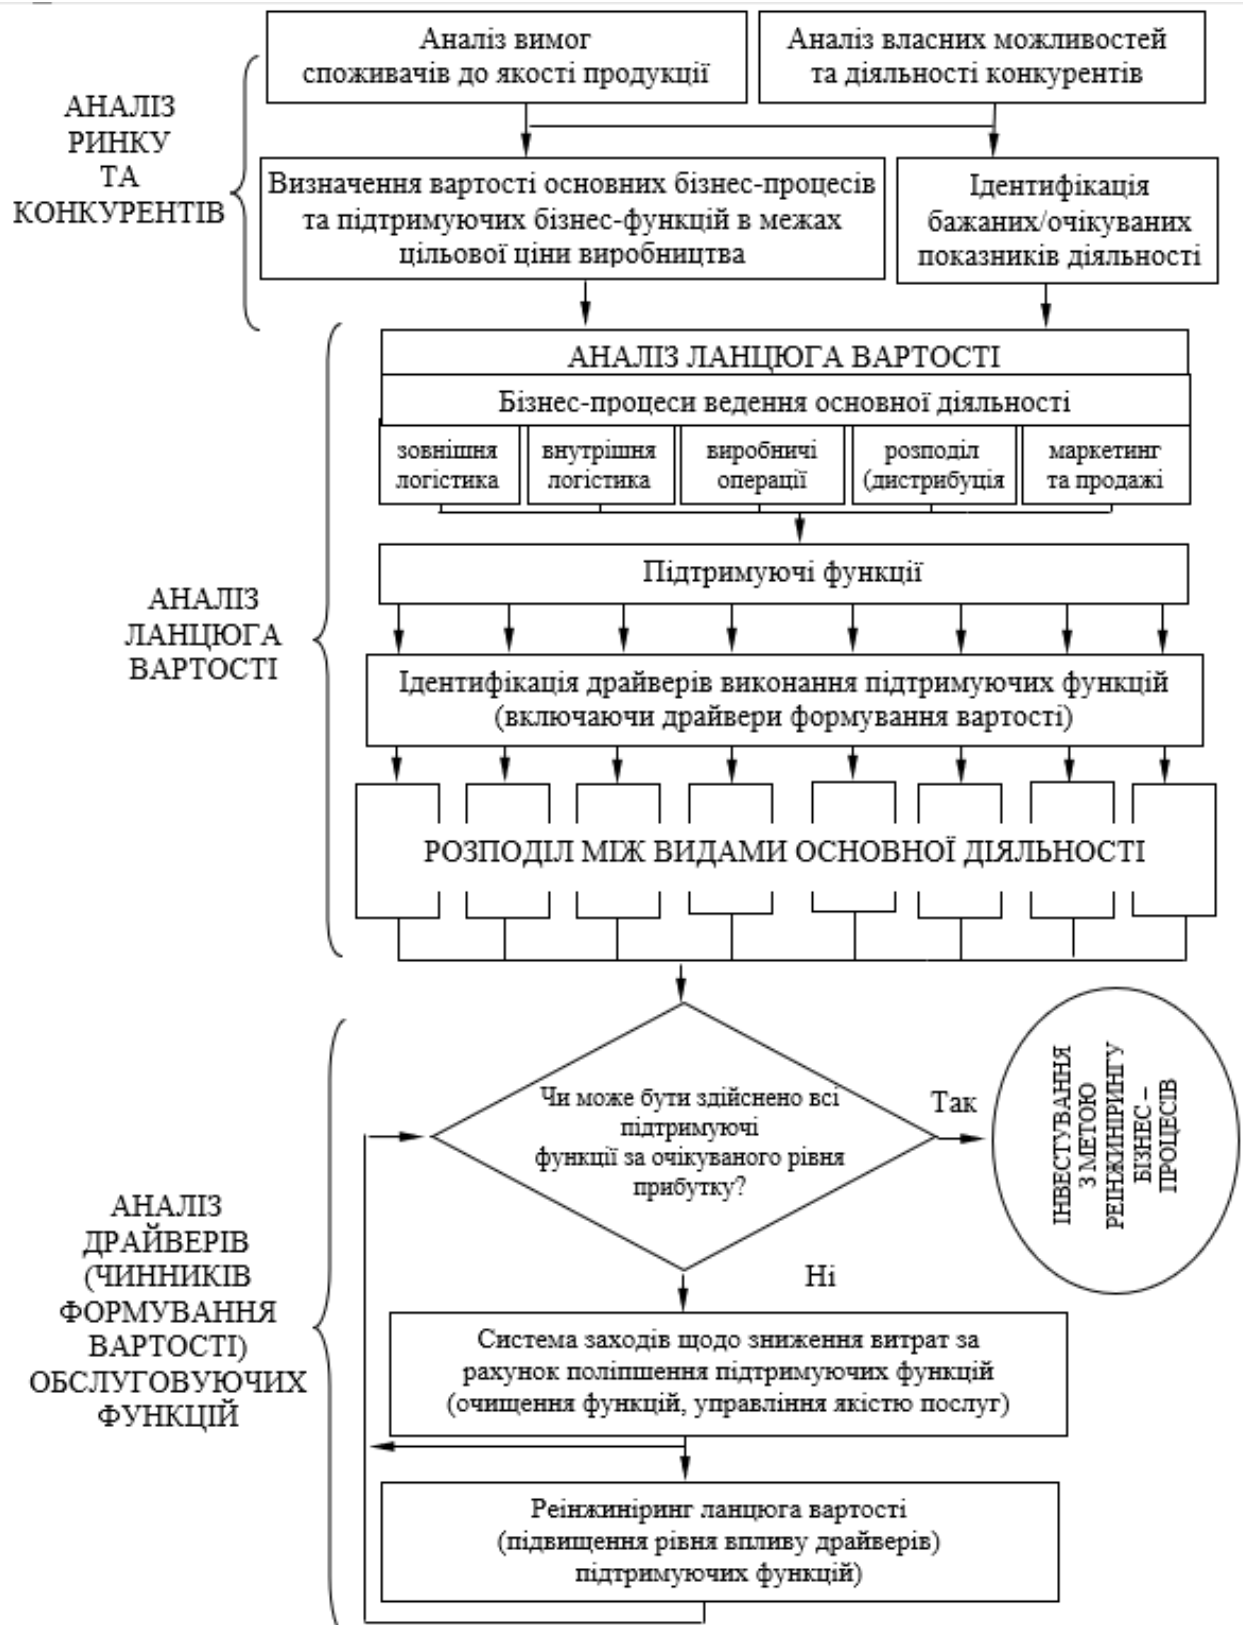 Аналіз вимог
споживачів до якості продукції
Аналіз власних можливостей
та діяльності конкурентів
АНАЛІЗ
РИНКУ
ТА
КОНКУРЕНТІВ
Визначення вартості основних бізнес-процесів
та підтримуючих бізнес-функцій в межах
цільової ціни виробництва
Ідентифікація
бажаних/очікуваних
показників діяльності
АНАЛІЗ ЛАНЦЮГА ВАРТОСТІ
Бізнес-процеси ведення основної діяльності
зовнішня
логістика
внутрішня
логістика
виробничі
операції
розподіл
(дистрибуція
маркетинг
та продажі
Підтримуючі функції
АНАЛІЗ
ЛАНЦЮГА
ВАРТОСТІ
Ідентифікація драйверів виконання підтримуючих функцій
(включаючи драйвери формування вартості)
РОЗПОДІЛ МІЖ ВИДАМИ ОСНОВНОЇ ДІЯЛЬНОСТІ
Чи може бути здійснено всі
підтримуючі
функції за очікуваного рівня
прибутку?
Так
ІНВЕСТУВАННЯ
З МЕТОЮ
РЕІНЖИНІРИНГУ
БІЗНЕС –
ПРОЦЕСІВ
Ні
АНАЛІЗ
ДРАЙВЕРІВ
(ЧИННИКІВ
ФОРМУВАННЯ
ВАРТОСТІ)
ОБСЛУГОВУЮЧИХ
ФУНКЦІЙ
Система заходів щодо зниження витрат за
рахунок поліпшення підтримуючих функцій
(очищення функцій, управління якістю послуг)
Реінжиніринг ланцюга вартості
(підвищення рівня впливу драйверів)
підтримуючих функцій)